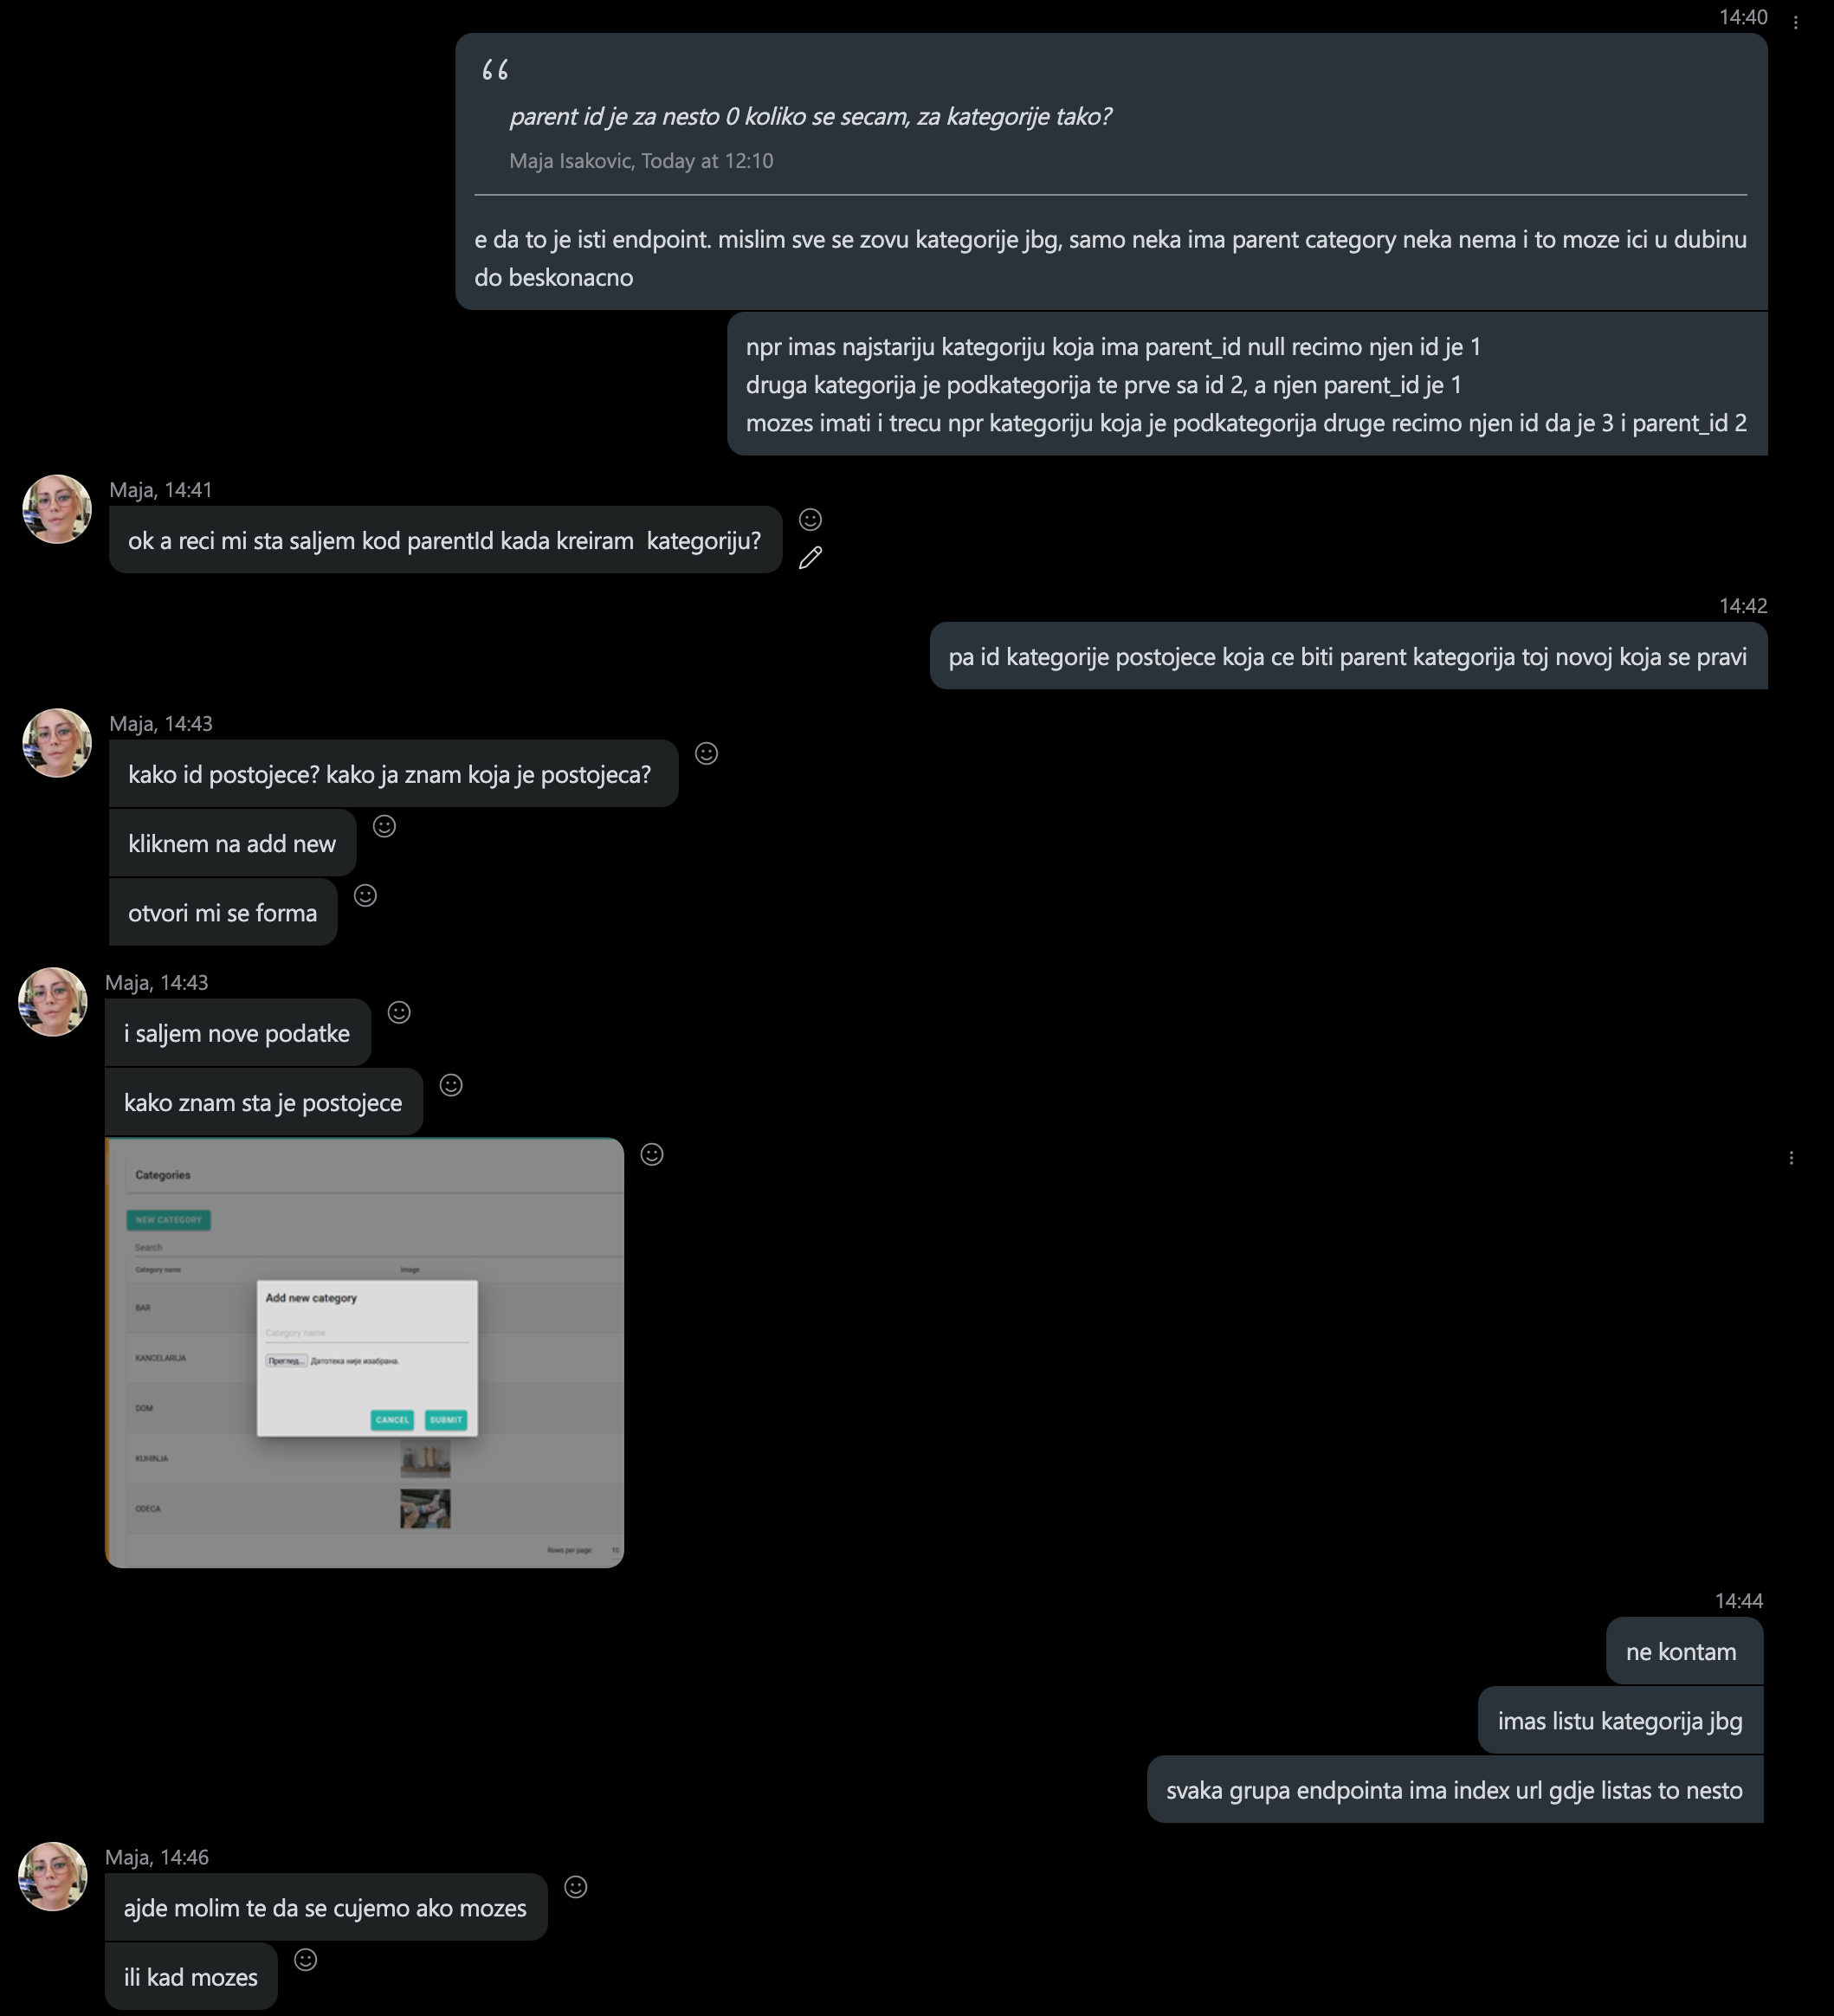 14:40
parent id je za nesto 0 koliko se secam, za kategorije tako?
Maja Isakovic, Today at 12:10
e da to je isti endpoint. mislim sve se zovu kategorije jbg, samo neka ima parent category neka nema i to moze ici u dubinu
do beskonacno
npr imas najstariju kategoriju koja ima parent_id null recimo njen id je 1
druga kategorija je podkategorija te prve sa id 2, a njen parent_id je 1
mozes imati i trecu npr kategoriju koja je podkategorija druge recimo njen id da je 3 i parent_id 2
Maja, 14:41
ok a reci mi sta saljem kod parentId kada kreiram  kategoriju?
14:42
pa id kategorije postojece koja ce biti parent kategorija toj novoj koja se pravi
Maja, 14:43
kako id postojece? kako ja znam koja je postojeca?
kliknem na add new
otvori mi se forma
Maja, 14:43
i saljem nove podatke
kako znam sta je postojece
Categories
NEW CATEGORY
Search
Category name Image
BAR
Add new category
Category name
KANCELARIJA
Преглед... Датотека није изабрана.
DOM
CANCEL SUBMIT
KUHINJA
ODECA
Rows per page: 10
14:44
ne kontam
imas listu kategorija jbg
svaka grupa endpointa ima index url gdje listas to nesto
Maja, 14:46
ajde molim te da se cujemo ako mozes
ili kad mozes